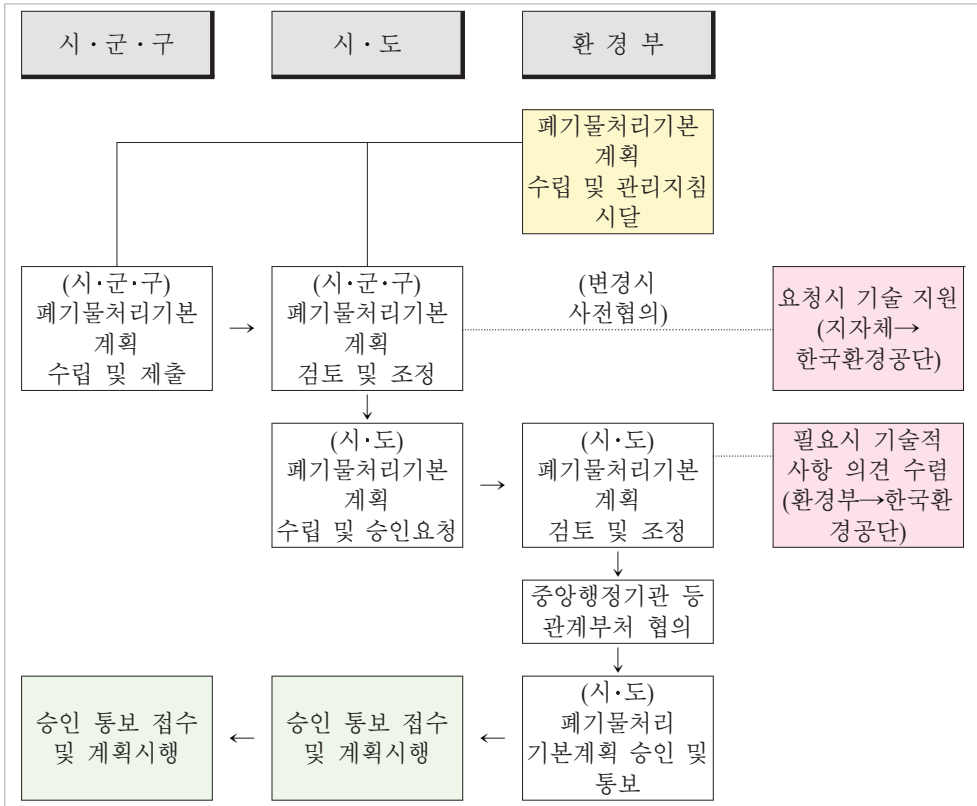 시·군·구
시·도
환 경 부
폐기물처리기본
계획
수립 및 관리지침
시달
(시·군·구)
폐기물처리기본
계획
수립 및 제출
→
(시·군·구)
폐기물처리기본
계획
검토 및 조정
(변경시
사전협의)
요청시 기술 지원
(지자체→
한국환경공단)
↓
(시·도)
폐기물처리기본
계획
수립 및 승인요청
→
(시·도)
폐기물처리기본
계획
검토 및 조정
필요시 기술적
사항 의견 수렴
(환경부→한국환
경공단)
↓
중앙행정기관 등
관계부처 협의
↓
(시·도)
폐기물처리
기본계획 승인 및
통보
←
승인 통보 접수
및 계획시행
←
승인 통보 접수
및 계획시행